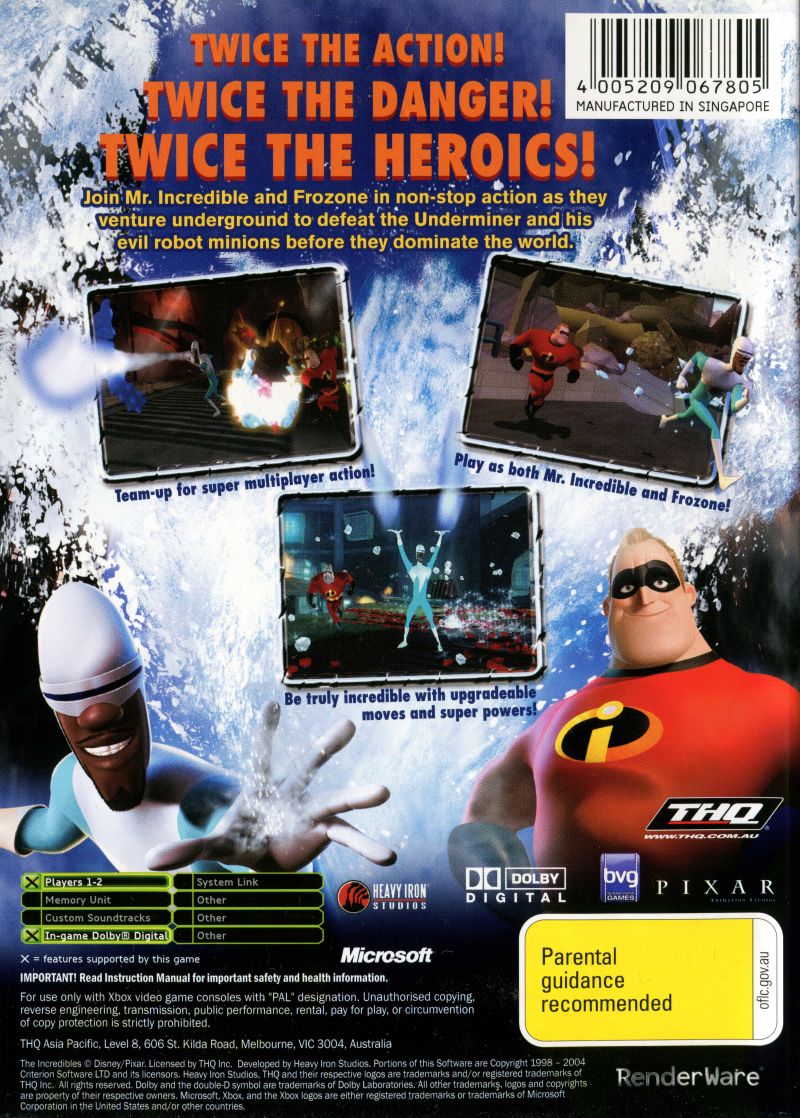 TWICE THE ACTION!
TWICE THE DANGER!
TWICE THE HEROICS!
4 005209 067805
MANUFACTURED IN SINGAPORE
Join Mr. Incredible and Frozone in non-stop action as they
venture underground to defeat the Underminer and his
evil robot minions before they dominate the world.
Team-up for super multiplayer action!
Play as both Mr. Incredible and Frozone!
Be truly incredible with upgradeable
moves and super powers!
i
THQ
WWW.THQ.COM.AU
Players 1-2
System Link
Memory Unit
Other
Custom Soundtracks
Other
In-game Dolby® Digital
Other
X = features supported by this game
HEAVY IRON
STUDIOS
DOLBY
DIGITAL
bvg
GAMES
PIXAR
ANIMATION STUDIOS
Microsoft
IMPORTANT! Read Instruction Manual for important safety and health information.
For use only with Xbox video game consoles with "PAL" designation. Unauthorised copying,
reverse engineering, transmission, public performance, rental, pay for play, or circumvention
of copy protection is strictly prohibited.
THQ Asia Pacific, Level 8, 606 St. Kilda Road, Melbourne, VIC 3004, Australia
Parental
guidance
recommended
oflc.gov.au
The Incredibles © Disney/Pixar. Licensed by THQ Inc. Developed by Heavy Iron Studios. Portions of this Software are Copyright 1998 - 2004
Criterion Software LTD and its licensors. Heavy Iron Studios, THQ and their respective logos are trademarks and/or registered trademarks of
THQ Inc. All rights reserved. Dolby and the double-D symbol are trademarks of Dolby Laboratories. All other trademarks, logos and copyrights
are property of their respective owners. Microsoft, Xbox, and the Xbox logos are either registered trademarks or trademarks of Microsoft
Corporation in the United States and/or other countries.
RenderWare